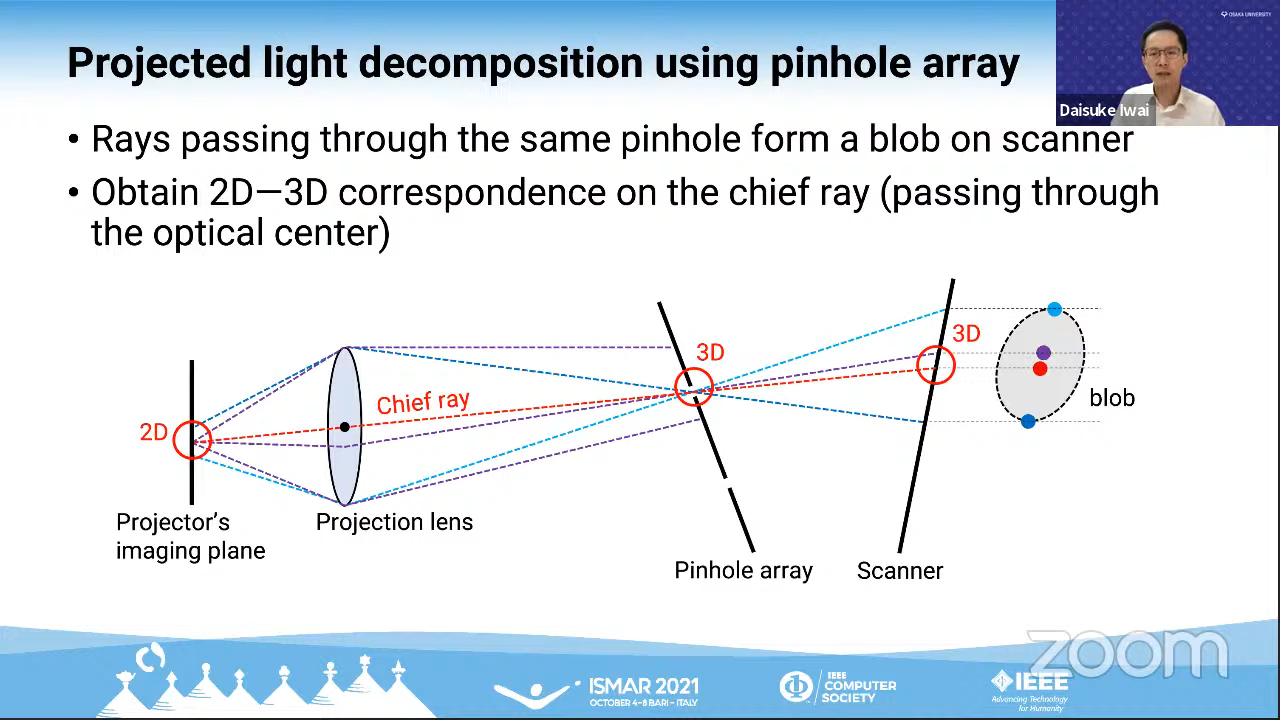 Projected light decomposition using pinhole array
OSAKA UNIVERSITY
Daisuke Iwai
• Rays passing through the same pinhole form a blob on scanner
• Obtain 2D—3D correspondence on the chief ray (passing through
the optical center)
3D
3D
2D
Chief ray
blob
Projector's
imaging plane
Projection lens
Pinhole array
Scanner
zoom
ISMAR 2021
OCTOBER 4-8 BARI - ITALY
IEEE
COMPUTER
SOCIETY
IEEE
Advancing Technology
for Humanity